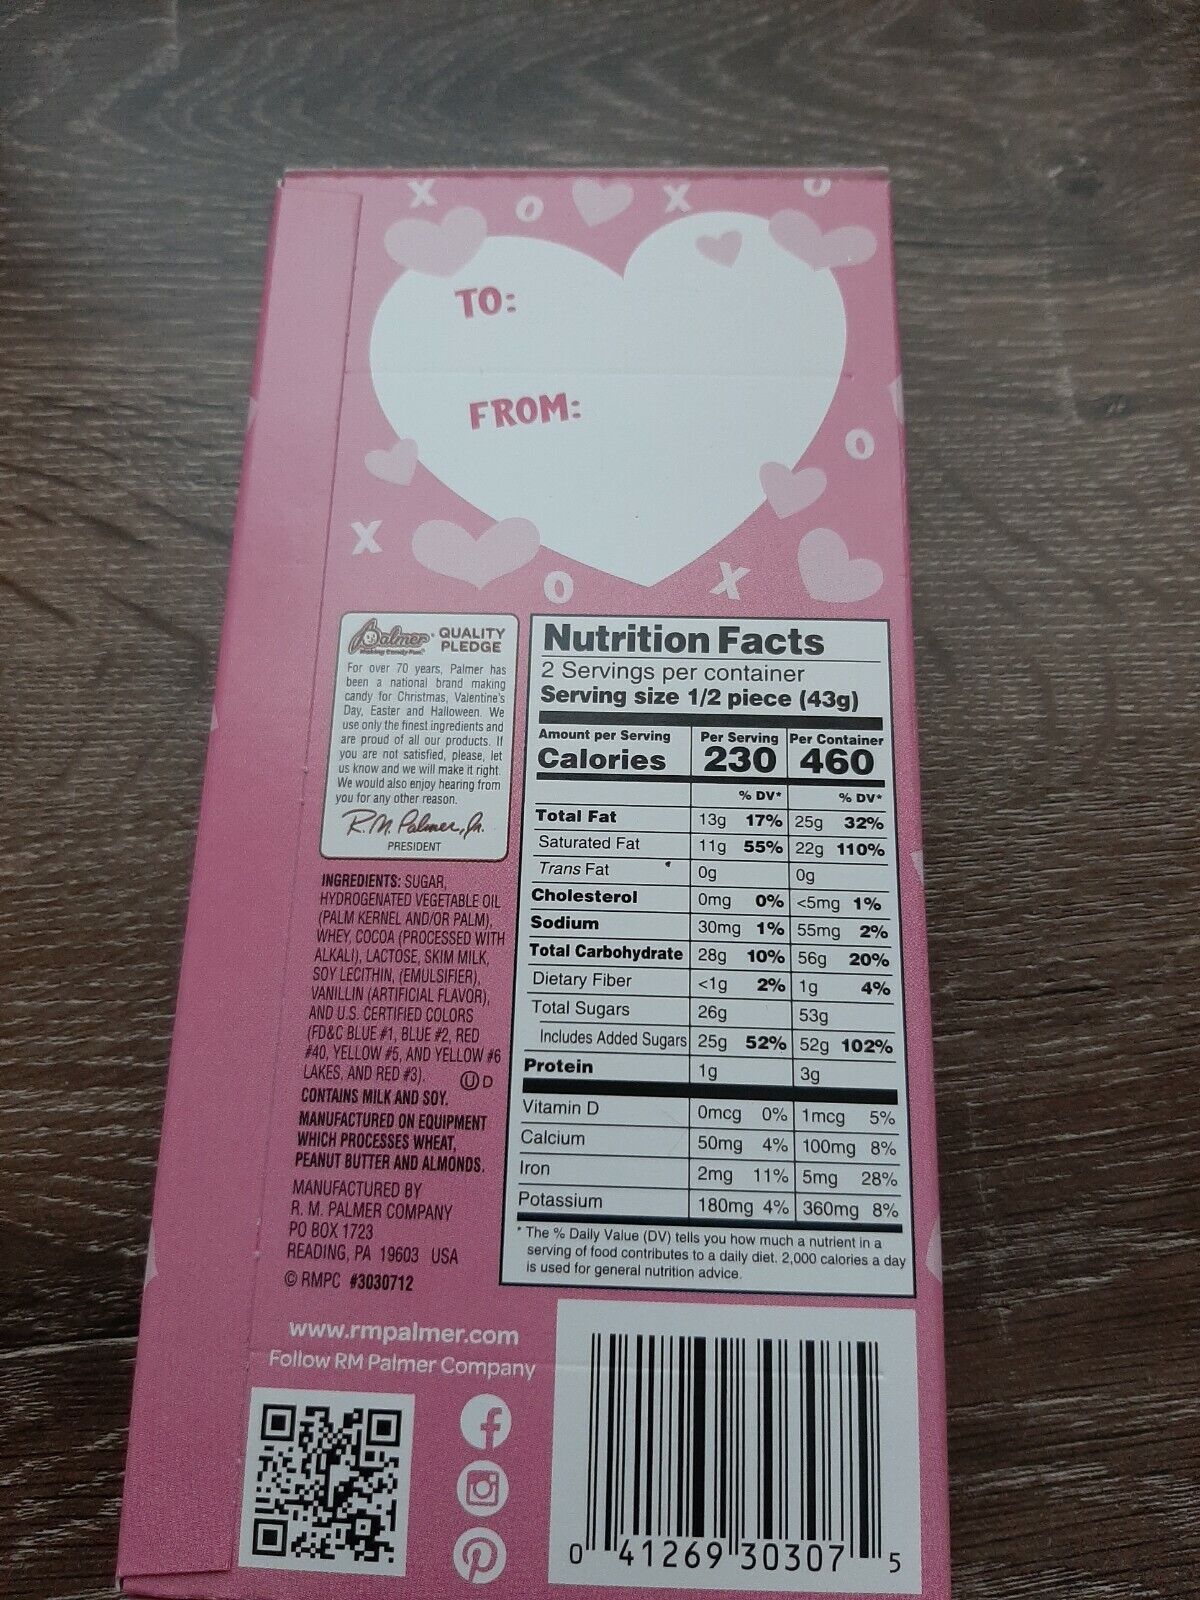 X O X O
TO:
FROM:
O
X
O X
Palmer® QUALITY
PLEDGE
Making Candy Fun.®
For over 70 years, Palmer has
been a national brand making
candy for Christmas, Valentine's
Day, Easter and Halloween. We
use only the finest ingredients and
are proud of all our products. If
you are not satisfied, please, let
us know and we will make it right.
We would also enjoy hearing from
you for any other reason.
R.M. Palmer, Jr.
PRESIDENT
INGREDIENTS: SUGAR,
HYDROGENATED VEGETABLE OIL
(PALM KERNEL AND/OR PALM),
WHEY, COCOA (PROCESSED WITH
ALKALI), LACTOSE, SKIM MILK,
SOY LECITHIN, (EMULSIFIER),
VANILLIN (ARTIFICIAL FLAVOR),
AND U.S. CERTIFIED COLORS
(FD&C BLUE #1, BLUE #2, RED
#40, YELLOW #5, AND YELLOW #6
LAKES, AND RED #3).
Ⓤ D
CONTAINS MILK AND SOY.
MANUFACTURED ON EQUIPMENT
WHICH PROCESSES WHEAT,
PEANUT BUTTER AND ALMONDS.
MANUFACTURED BY
R. M. PALMER COMPANY
PO BOX 1723
READING, PA 19603 USA
© RMPC #3030712
Nutrition Facts
2 Servings per container
Serving size 1/2 piece (43g)
Amount per Serving Per Serving Per Container
Calories 230 460
% DV* % DV*
Total Fat 13g 17% 25g 32%
Saturated Fat 11g 55% 22g 110%
Trans Fat 0g 0g
Cholesterol 0mg 0% <5mg 1%
Sodium 30mg 1% 55mg 2%
Total Carbohydrate 28g 10% 56g 20%
Dietary Fiber <1g 2% 1g 4%
Total Sugars 26g 53g
Includes Added Sugars 25g 52% 52g 102%
Protein 1g 3g
Vitamin D 0mcg 0% 1mcg 5%
Calcium 50mg 4% 100mg 8%
Iron 2mg 11% 5mg 28%
Potassium 180mg 4% 360mg 8%
* The % Daily Value (DV) tells you how much a nutrient in a
serving of food contributes to a daily diet. 2,000 calories a day
is used for general nutrition advice.
www.rmpalmer.com
Follow RM Palmer Company
0 41269 30307 5